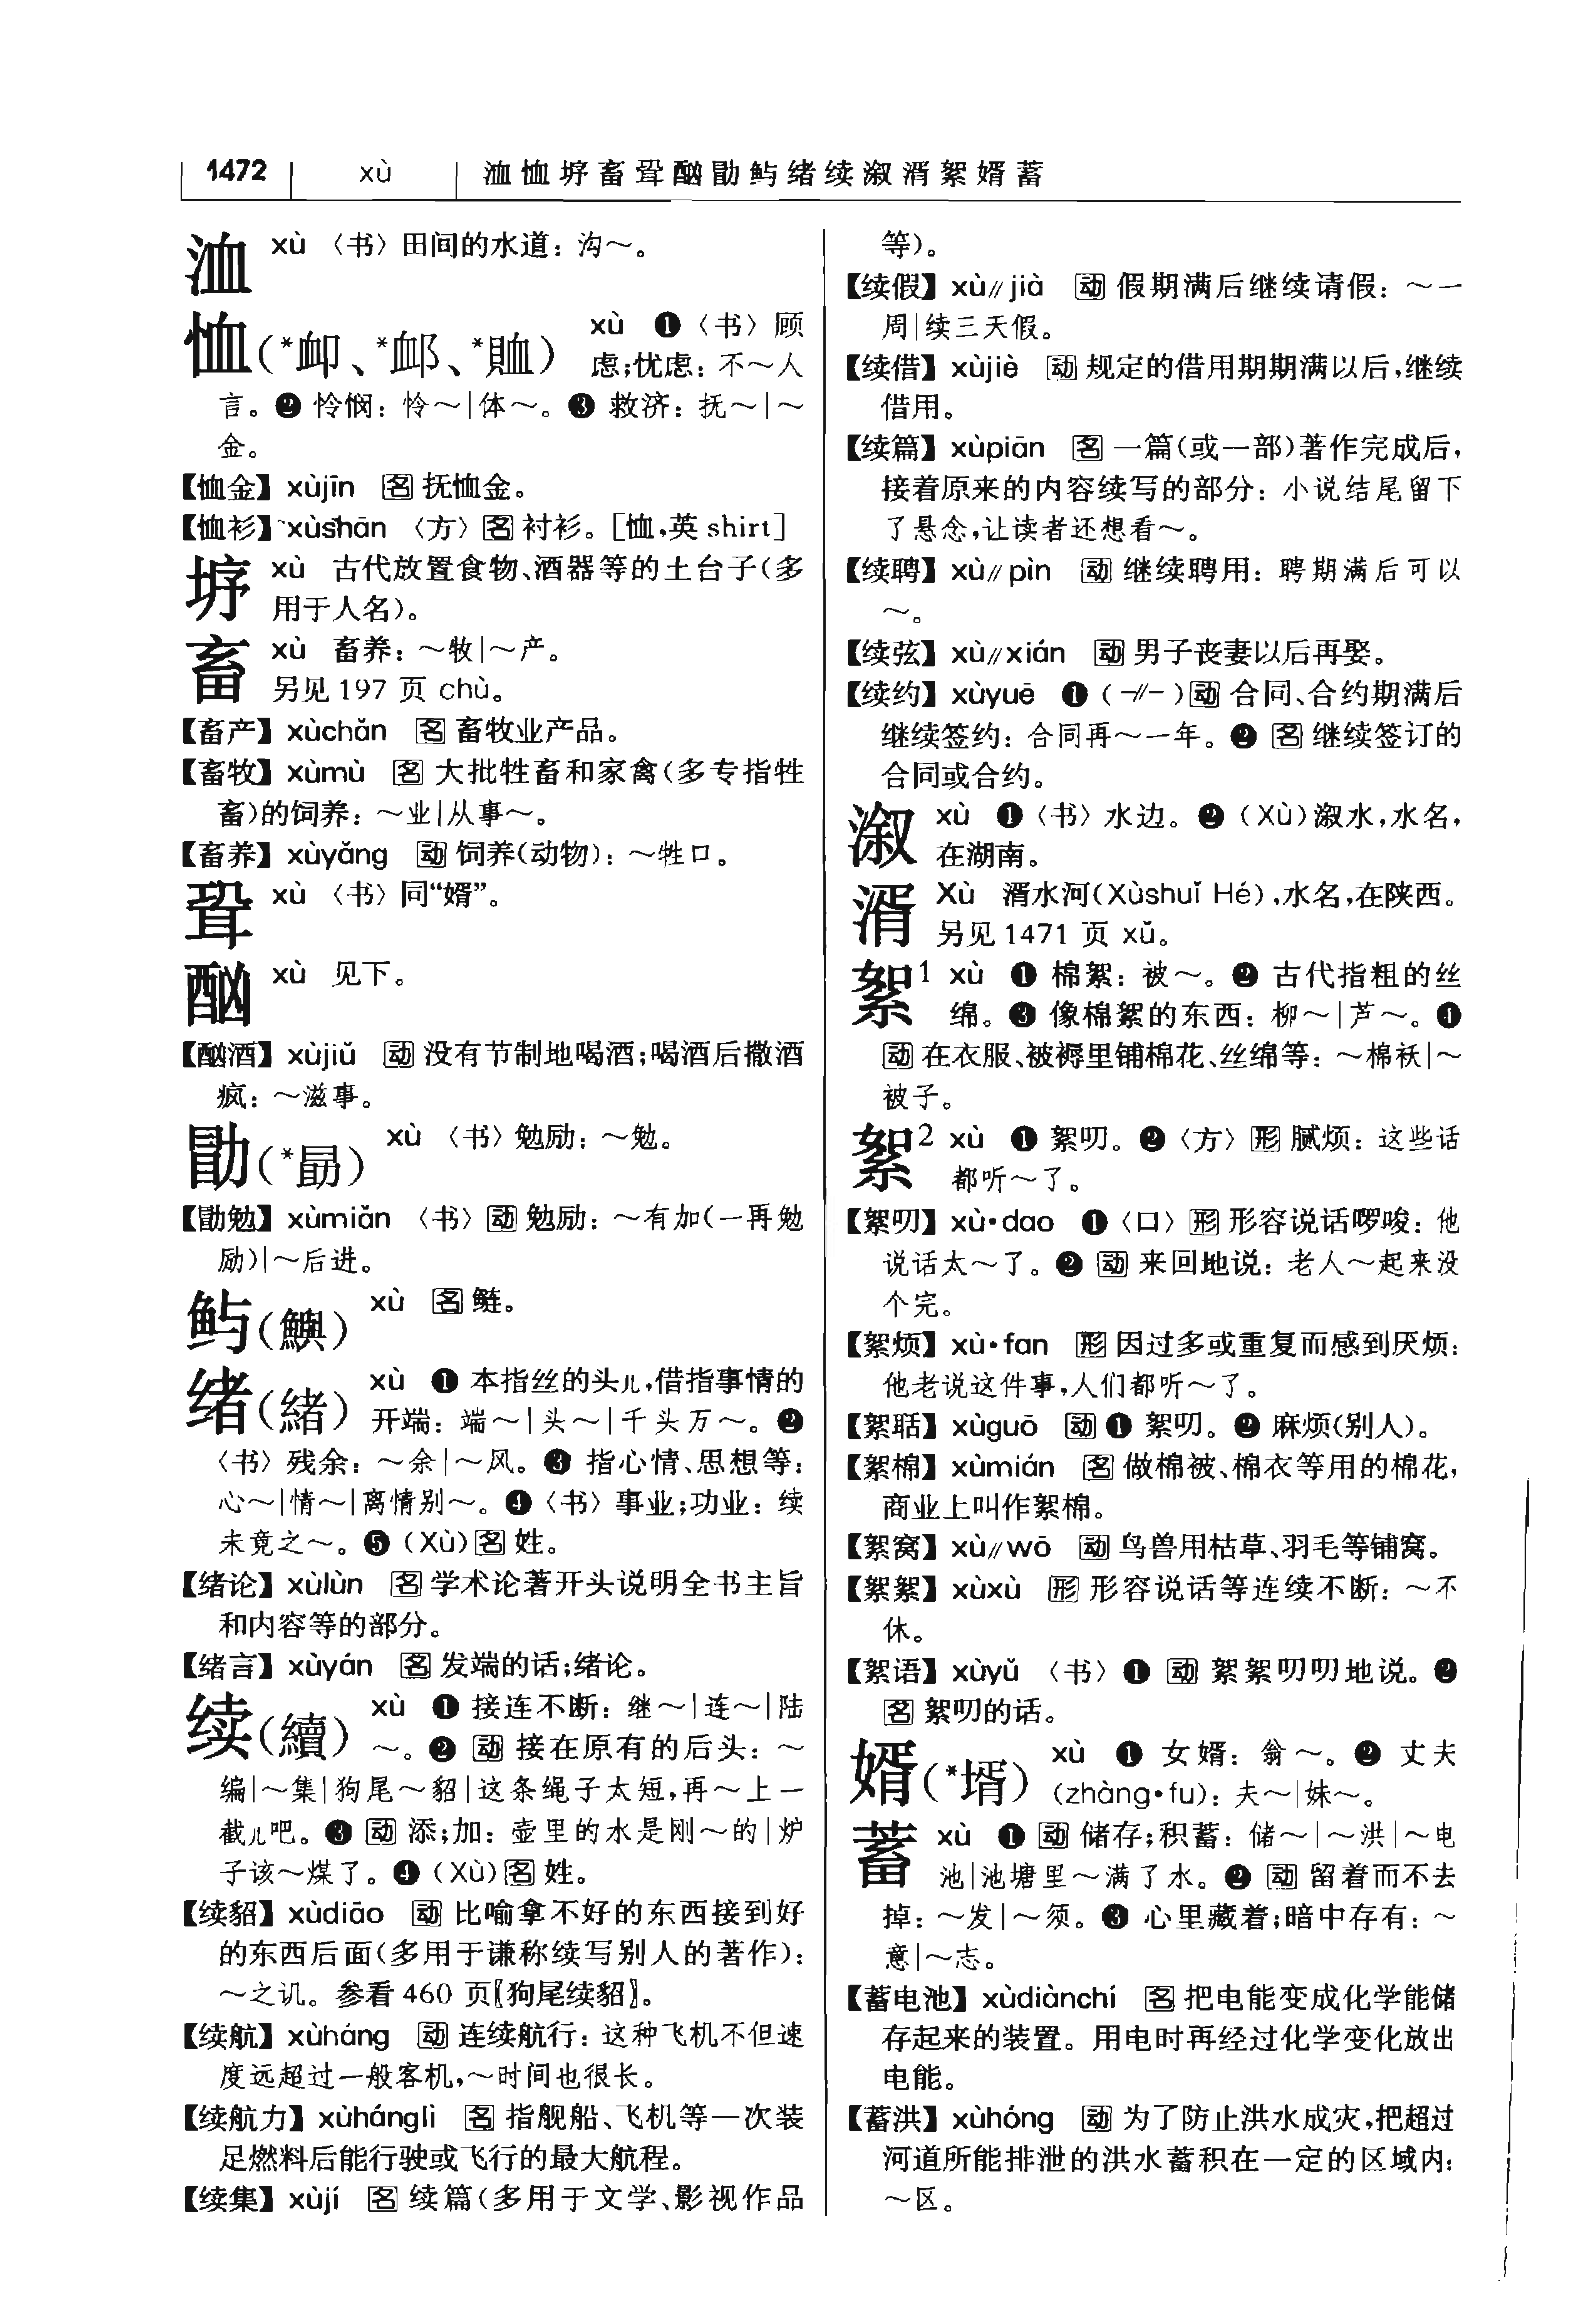 1472 xù 洫恤垿畜壻酗勖鱮绪续溆湑絮婿蓄
洫 xù 〈书〉田间的水道：沟～。
恤(*卹、*䘏、*賉) xù ❶〈书〉顾
虑；忧虑：不～人
言。❷ 怜悯：怜～|体～。❸ 救济：抚～|～
金。
【恤金】xùjīn 名 抚恤金。
【恤衫】xùshān 〈方〉名 衬衫。[恤，英 shirt]
垿 xù 古代放置食物、酒器等的土台子(多
用于人名)。
畜 xù 畜养：～牧|～产。
另见 197 页 chù。
【畜产】xùchǎn 名 畜牧业产品。
【畜牧】xùmù 名 大批牲畜和家禽(多专指牲
畜)的饲养：～业|从事～。
【畜养】xùyǎng 动 饲养(动物)：～牲口。
xù 〈书〉同“婿”。
酗 xù 见下。
【酗酒】xùjiǔ 动 没有节制地喝酒；喝酒后撒酒
疯：～滋事。
勖(*勗) xù 〈书〉勉励：～勉。
【勖勉】xùmiǎn 〈书〉动 勉励：～有加(一再勉
励)|～后进。
𫚈(鱮) xù 名 鲢。
绪(緒) xù ❶ 本指丝的头儿，借指事情的
开端：端～|头～|千头万～。❷
〈书〉残余：～余|～风。❸ 指心情、思想等：
心～|情～|离情别～。❹〈书〉事业；功业：续
未竟之～。❺ (Xù)名 姓。
【绪论】xùlùn 名 学术论著开头说明全书主旨
和内容等的部分。
【绪言】xùyán 名 发端的话；绪论。
续(續) xù ❶ 接连不断：继～|连～|陆
～。❷ 动 接在原有的后头：～
编|～集|狗尾～貂|这条绳子太短，再～上一
截儿吧。❸ 动 添；加：壶里的水是刚～的|炉
子该～煤了。❹ (Xù)名 姓。
【续貂】xùdiāo 动 比喻拿不好的东西接到好
的东西后面(多用于谦称续写别人的著作)：
～之讥。参看 460 页〖狗尾续貂〗。
【续航】xùháng 动 连续航行：这种飞机不但速
度远超过一般客机，～时间也很长。
【续航力】xùhánglì 名 指舰船、飞机等一次装
足燃料后能行驶或飞行的最大航程。
【续集】xùjí 名 续篇(多用于文学、影视作品
等)。
【续假】xù∥jià 动 假期满后继续请假：～一
周|续三天假。
【续借】xùjiè 动 规定的借用期期满以后，继续
借用。
【续篇】xùpiān 名 一篇(或一部)著作完成后，
接着原来的内容续写的部分：小说结尾留下
了悬念，让读者还想看～。
【续聘】xù∥pìn 动 继续聘用：聘期满后可以
～。
【续弦】xù∥xián 动 男子丧妻以后再娶。
【续约】xùyuē ❶ (-∥-)动 合同、合约期满后
继续签约：合同再～一年。❷ 名 继续签订的
合同或合约。
溆 xù ❶〈书〉水边。❷ (Xù)溆水，水名，
在湖南。
湑 Xù 湑水河(Xùshuǐ Hé)，水名，在陕西。
另见 1471 页 xǔ。
絮1 xù ❶ 棉絮：被～。❷ 古代指粗的丝
绵。❸ 像棉絮的东西：柳～|芦～。❹
动 在衣服、被褥里铺棉花、丝绵等：～棉袄|～
被子。
絮2 xù ❶ 絮叨。❷〈方〉形 腻烦：这些话
都听～了。
【絮叨】xù·dao ❶〈口〉形 形容说话啰唆：他
说话太～了。❷ 动 来回地说：老人～起来没
个完。
【絮烦】xù·fan 形 因过多或重复而感到厌烦：
他老说这件事，人们都听～了。
【絮聒】xùguō 动 ❶ 絮叨。❷ 麻烦(别人)。
【絮棉】xùmián 名 做棉被、棉衣等用的棉花，
商业上叫作絮棉。
【絮窝】xù∥wō 动 鸟兽用枯草、羽毛等铺窝。
【絮絮】xùxù 形 形容说话等连续不断：～不
休。
【絮语】xùyǔ 〈书〉❶ 动 絮絮叨叨地说。❷
名 絮叨的话。
婿(*壻) xù ❶ 女婿：翁～。❷ 丈夫
(zhàng·fu)：夫～|妹～。
蓄 xù ❶ 动 储存；积蓄：储～|～洪|～电
池|池塘里～满了水。❷ 动 留着而不去
掉：～发|～须。❸ 心里藏着；暗中存有：～
意|～志。
【蓄电池】xùdiànchí 名 把电能变成化学能储
存起来的装置。用电时再经过化学变化放出
电能。
【蓄洪】xùhóng 动 为了防止洪水成灾，把超过
河道所能排泄的洪水蓄积在一定的区域内：
～区。